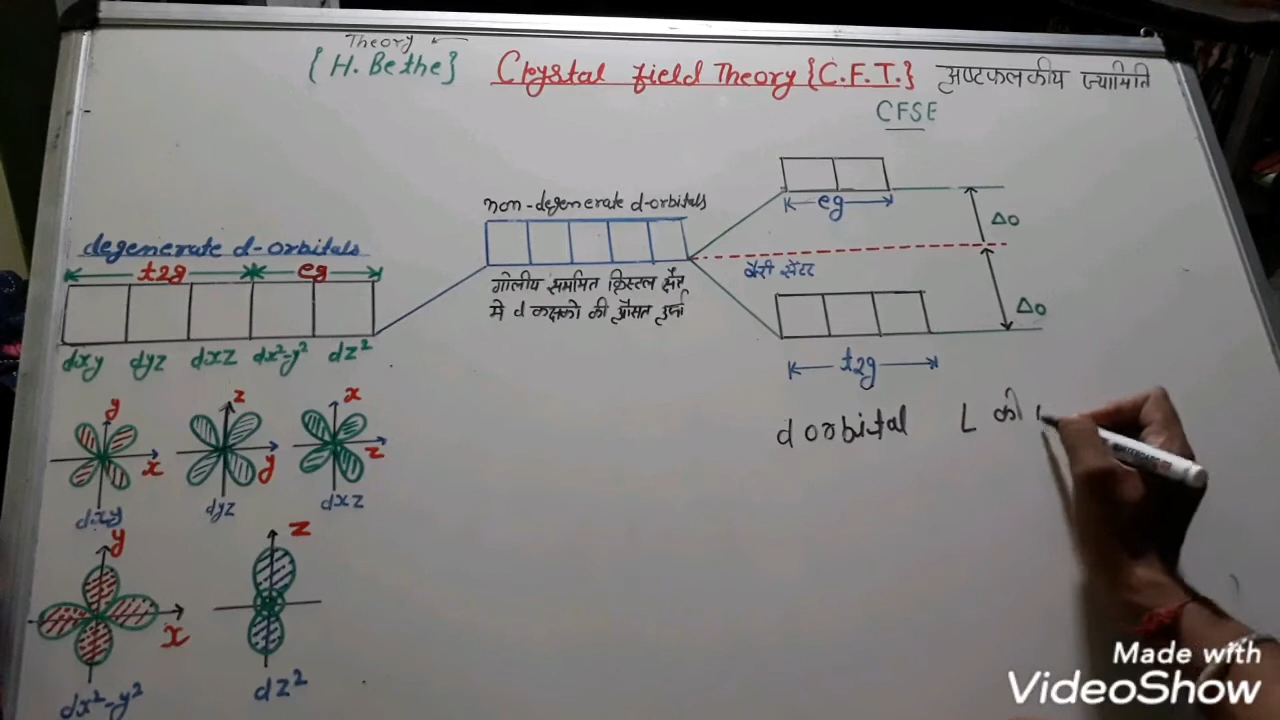 Theory
{H. Bethe} Crystal field Theory {C.F.T.} अष्टफलकीय ज्यामिति
CFSE
non-degenerate d-orbitals
eg
Δo
degenerate d-orbitals
t2g eg
बैरी सेंटर
गोलीय सममित क्रिस्टल क्षेत्र
मे d कक्षको की औसत उर्जा
Δo
dxy dyz dxz dx²-y² dz²
t2g
d orbital L की
y
x
dxy
z
y
dyz
x
z
dxz
y
x
dx²-y²
z
dz²
Made with
VideoShow